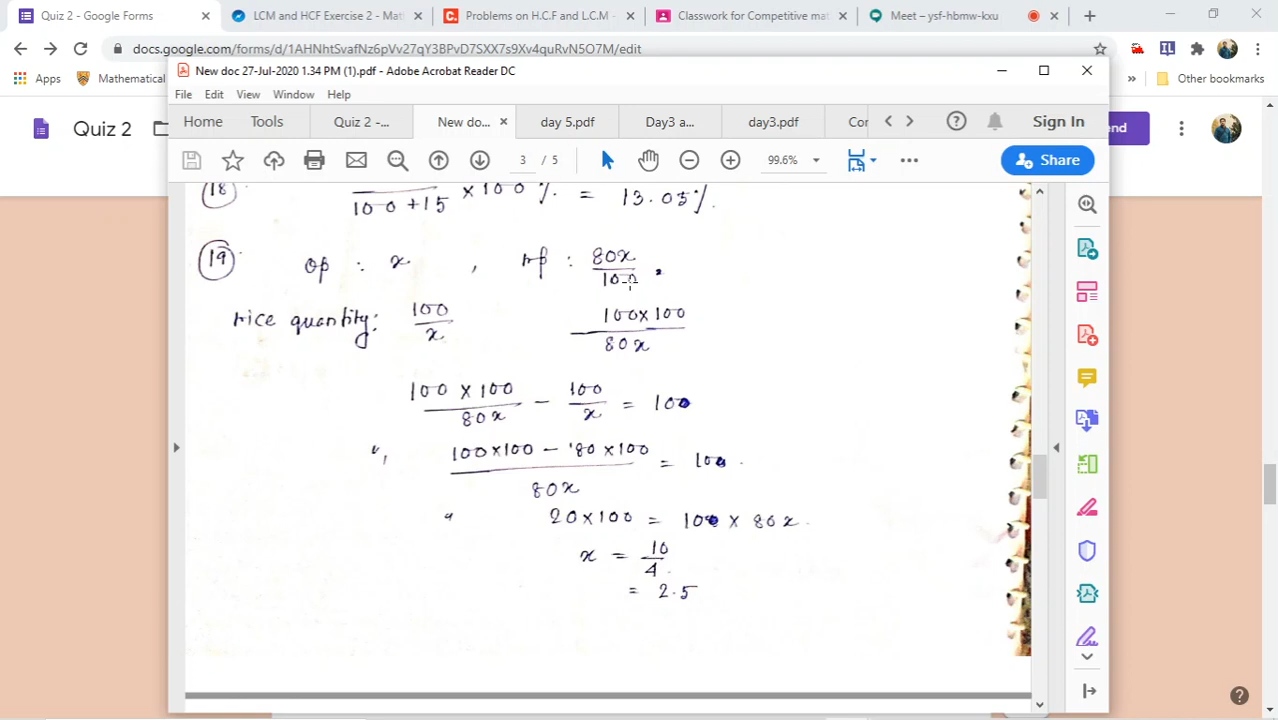 Quiz 2 - Google Forms
LCM and HCF Exercise 2 - Mat
Problems on H.C.F and L.C.M -
Classwork for Competitive mat
Meet – ysf-hbmw-kxu
docs.google.com/forms/d/1AHNhtSvafNz6pVv27qY3BPvD7SXX7s9Xv4quRvN5O7M/edit
Apps
Mathematical
»
Other bookmarks
New doc 27-Jul-2020 1.34 PM (1).pdf - Adobe Acrobat Reader DC
File Edit View Window Help
Quiz 2
end
Home Tools Quiz 2 -... New do... day 5.pdf Day3 a... day3.pdf Cor Sign In
3 / 5 99.6% Share
18
100+15 × 100 % = 13.05%.
19 op : x , np : 80x/100 .
rice quantity: 100/x 100×100/80x
100 × 100/80x - 100/x = 100
100×100 - 80×100/80x = 100 .
20×100 = 100 × 80x .
x = 10/4 .
= 2.5